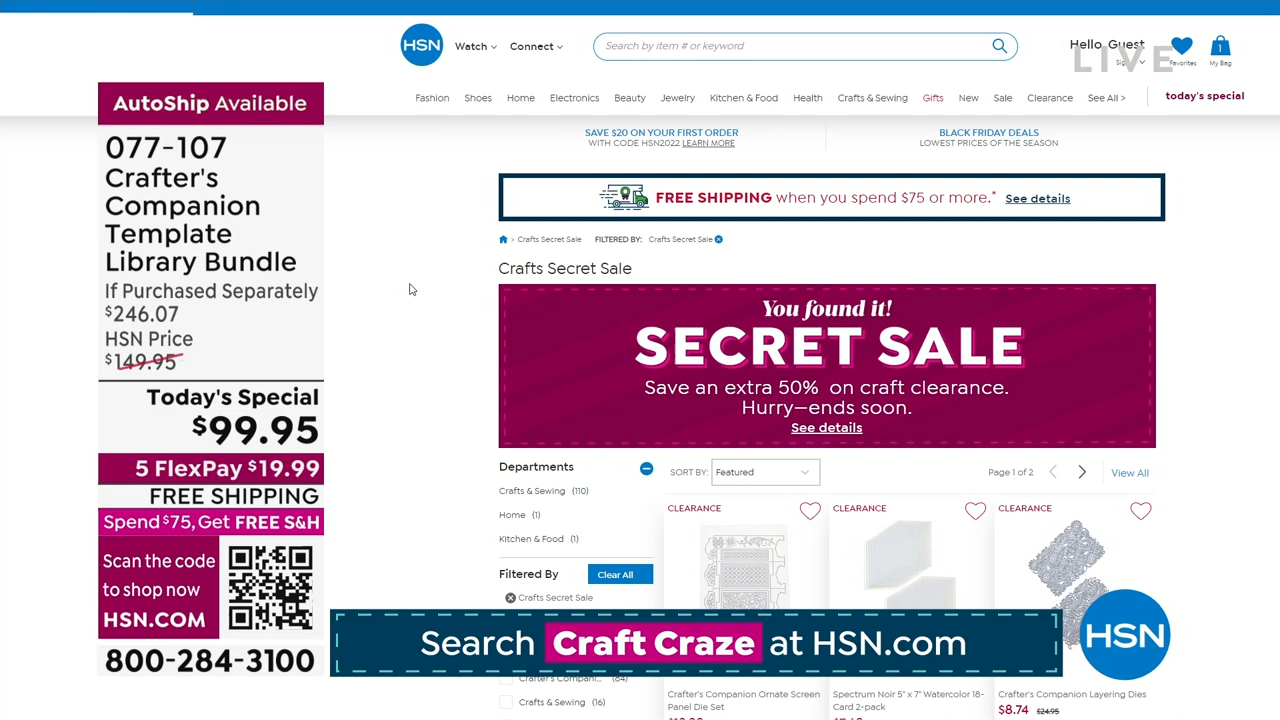 HSN
Watch
Connect
Search by item # or keyword
Hello, Guest
LIVE
Favorites
1
My Bag
Fashion
Shoes
Home
Electronics
Beauty
Jewelry
Kitchen & Food
Health
Crafts & Sewing
Gifts
New
Sale
Clearance
See All >
today's special
SAVE $20 ON YOUR FIRST ORDER
WITH CODE HSN2022 LEARN MORE
BLACK FRIDAY DEALS
LOWEST PRICES OF THE SEASON
AutoShip Available
077-107
Crafter's
Companion
Template
Library Bundle
If Purchased Separately
$246.07
HSN Price
$149.95
Today's Special
$99.95
5 FlexPay $19.99
FREE SHIPPING
Spend $75, Get FREE S&H
Scan the code
to shop now
HSN.COM
800-284-3100
FREE SHIPPING when you spend $75 or more.* See details
> Crafts Secret Sale FILTERED BY: Crafts Secret Sale
Crafts Secret Sale
You found it!
SECRET SALE
Save an extra 50% on craft clearance.
Hurry—ends soon.
See details
Departments
Crafts & Sewing (110)
Home (1)
Kitchen & Food (1)
Filtered By
Clear All
Crafts Secret Sale
SORT BY: Featured
Page 1 of 2
View All
CLEARANCE
CLEARANCE
CLEARANCE
Search Craft Craze at HSN.com
HSN
Crafter's Compani... (84)
Crafts & Sewing (16)
Crafter's Companion Ornate Screen
Panel Die Set
Spectrum Noir 5" x 7" Watercolor 18-
Card 2-pack
Crafter's Companion Layering Dies
$8.74 $24.95